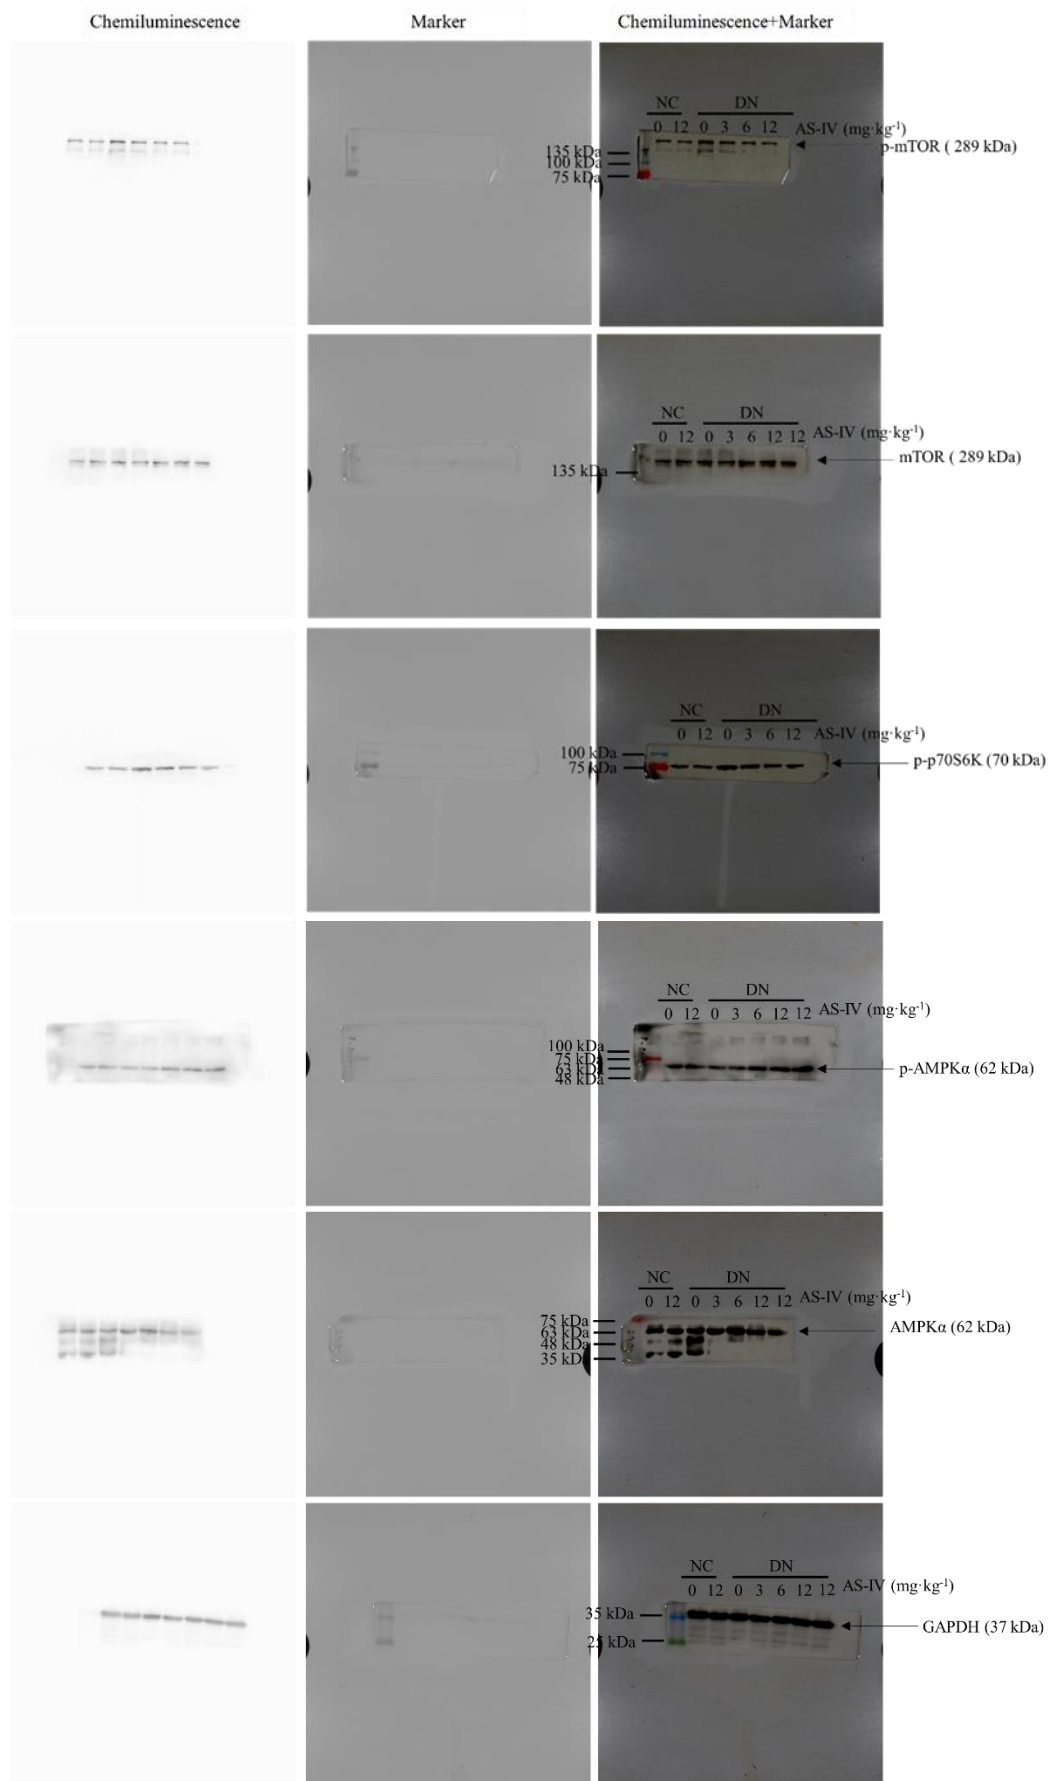 Chemiluminescence Marker Chemiluminescence+Marker
NC DN
0 12 0 3 6 12 AS-IV (mg·kg-1)
p-mTOR ( 289 kDa)
135 kDa
100 kDa
75 kDa
NC DN
0 12 0 3 6 12 12 AS-IV (mg·kg-1)
mTOR ( 289 kDa)
135 kDa
NC DN
0 12 0 3 6 12 AS-IV (mg·kg-1)
100 kDa
75 kDa
p-p70S6K (70 kDa)
NC DN
0 12 0 3 6 12 12 AS-IV (mg·kg-1)
100 kDa
75 kDa
63 kDa
48 kDa
p-AMPKα (62 kDa)
NC DN
0 12 0 3 6 12 12 AS-IV (mg·kg-1)
75 kDa
63 kDa
48 kDa
35 kDa
AMPKα (62 kDa)
NC DN
0 12 0 3 6 12 12 AS-IV (mg·kg-1)
35 kDa
25 kDa
GAPDH (37 kDa)